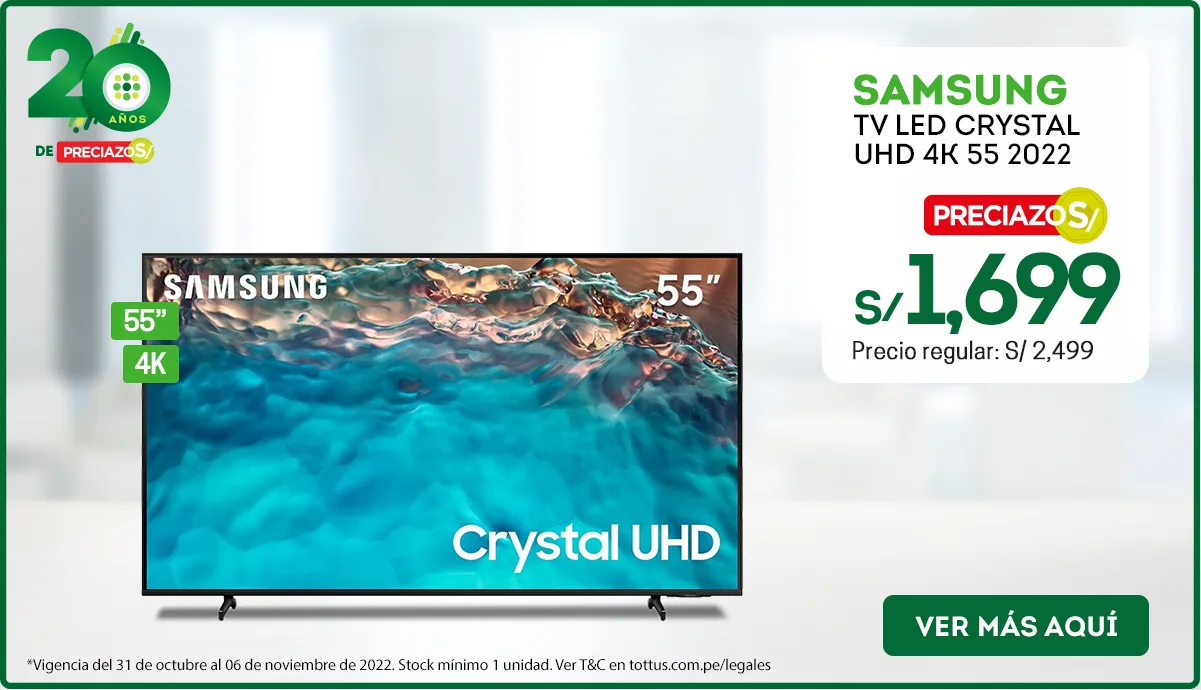 20
AÑOS
DE PRECIAZO S/
SAMSUNG
TV LED CRYSTAL
UHD 4K 55 2022
PRECIAZO S/
S/1,699
Precio regular: S/ 2,499
SAMSUNG
55”
55”
4K
Crystal UHD
VER MÁS AQUÍ
*Vigencia del 31 de octubre al 06 de noviembre de 2022. Stock mínimo 1 unidad. Ver T&C en tottus.com.pe/legales